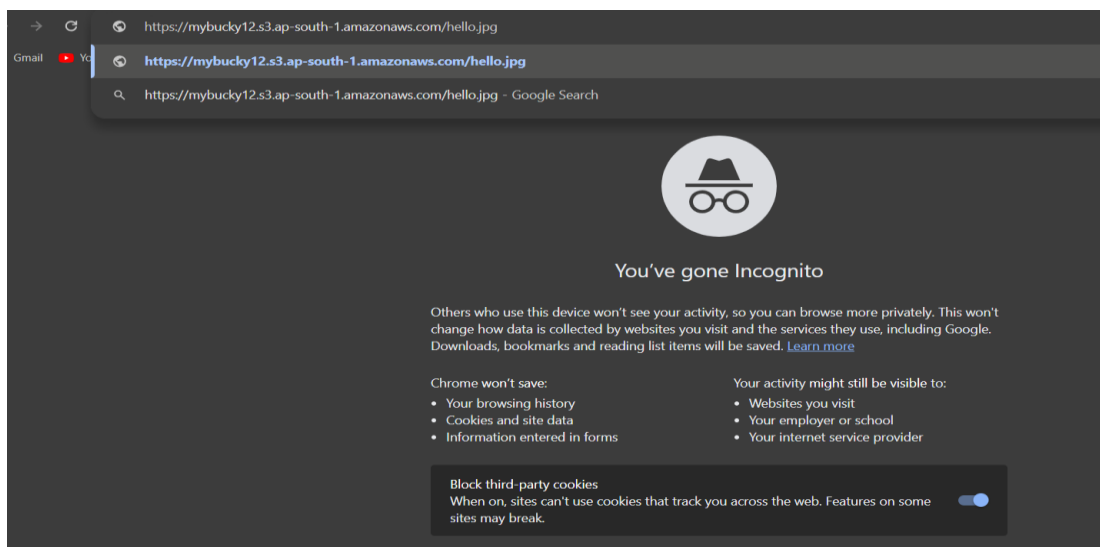 https://mybucky12.s3.ap-south-1.amazonaws.com/hello.jpg
Gmail Yo
https://mybucky12.s3.ap-south-1.amazonaws.com/hello.jpg
https://mybucky12.s3.ap-south-1.amazonaws.com/hello.jpg - Google Search
You've gone Incognito
Others who use this device won't see your activity, so you can browse more privately. This won't
change how data is collected by websites you visit and the services they use, including Google.
Downloads, bookmarks and reading list items will be saved. Learn more
Chrome won't save:
• Your browsing history
• Cookies and site data
• Information entered in forms
Your activity might still be visible to:
• Websites you visit
• Your employer or school
• Your internet service provider
Block third-party cookies
When on, sites can't use cookies that track you across the web. Features on some
sites may break.